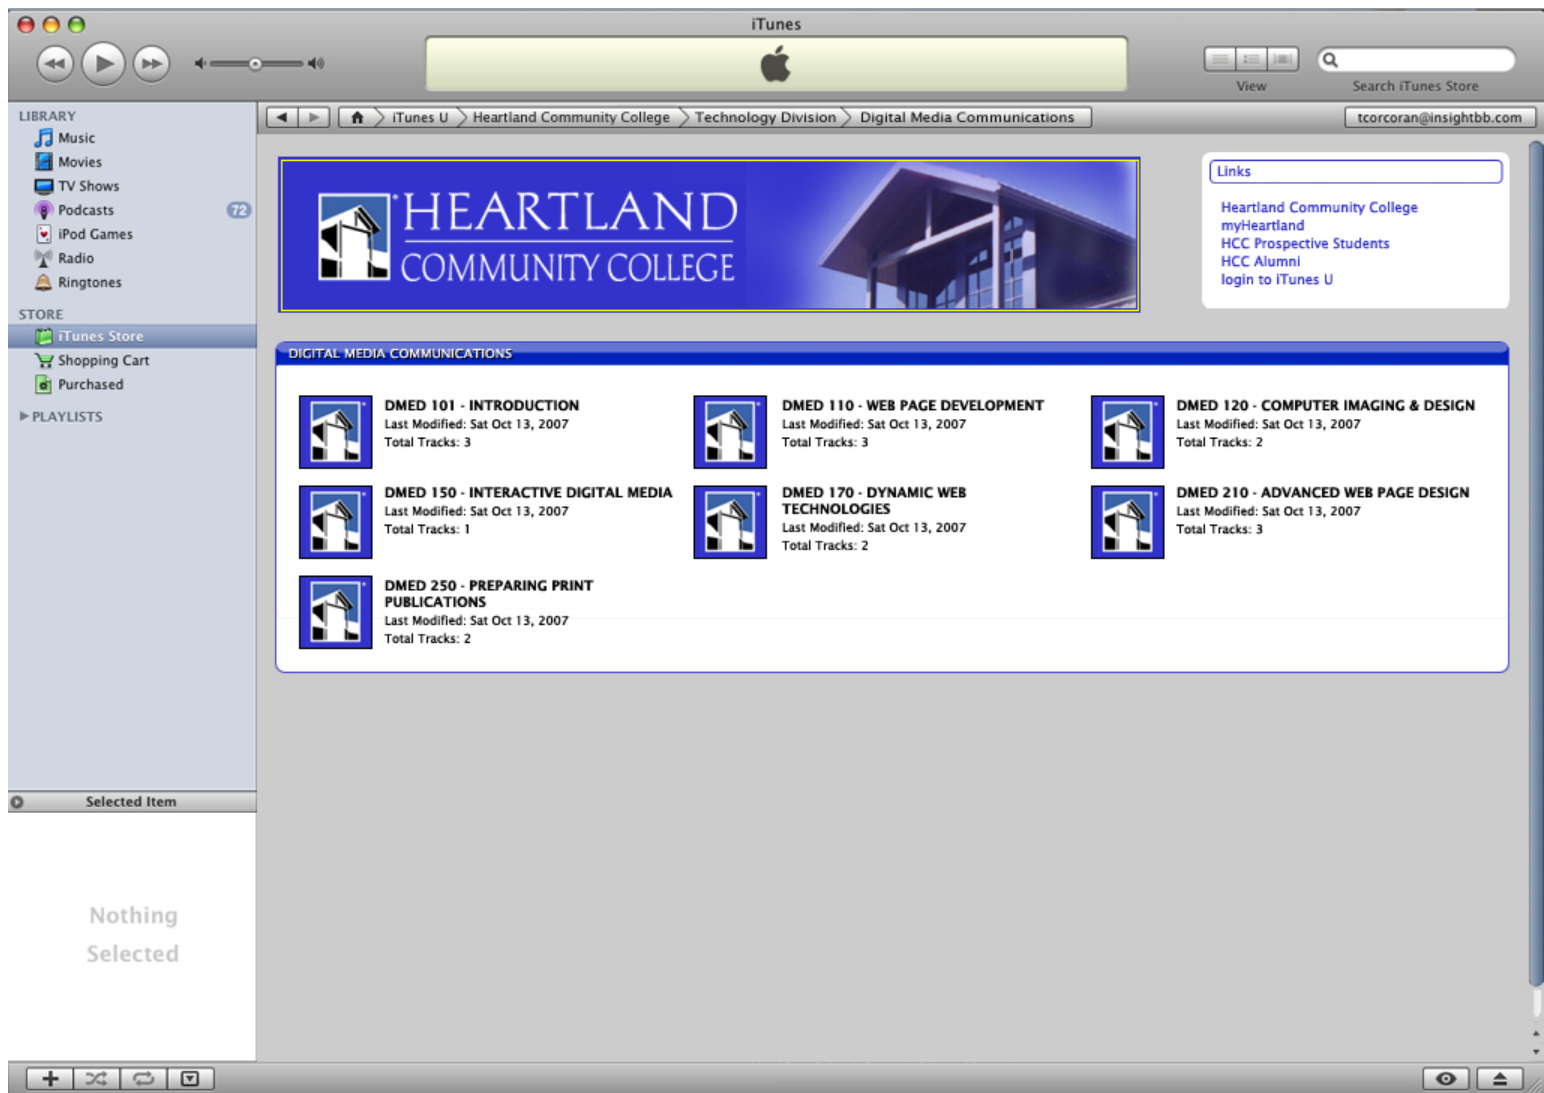 iTunes
View
Search iTunes Store
LIBRARY
Music
Movies
TV Shows
Podcasts 72
iPod Games
Radio
Ringtones
STORE
iTunes Store
Shopping Cart
Purchased
PLAYLISTS
Selected Item
Nothing
Selected
iTunes U Heartland Community College Technology Division Digital Media Communications
tcorcoran@insightbb.com
HEARTLAND
COMMUNITY COLLEGE
Links
Heartland Community College
myHeartland
HCC Prospective Students
HCC Alumni
login to iTunes U
DIGITAL MEDIA COMMUNICATIONS
DMED 101 - INTRODUCTION
Last Modified: Sat Oct 13, 2007
Total Tracks: 3
DMED 110 - WEB PAGE DEVELOPMENT
Last Modified: Sat Oct 13, 2007
Total Tracks: 3
DMED 120 - COMPUTER IMAGING & DESIGN
Last Modified: Sat Oct 13, 2007
Total Tracks: 2
DMED 150 - INTERACTIVE DIGITAL MEDIA
Last Modified: Sat Oct 13, 2007
Total Tracks: 1
DMED 170 - DYNAMIC WEB
TECHNOLOGIES
Last Modified: Sat Oct 13, 2007
Total Tracks: 2
DMED 210 - ADVANCED WEB PAGE DESIGN
Last Modified: Sat Oct 13, 2007
Total Tracks: 3
DMED 250 - PREPARING PRINT
PUBLICATIONS
Last Modified: Sat Oct 13, 2007
Total Tracks: 2